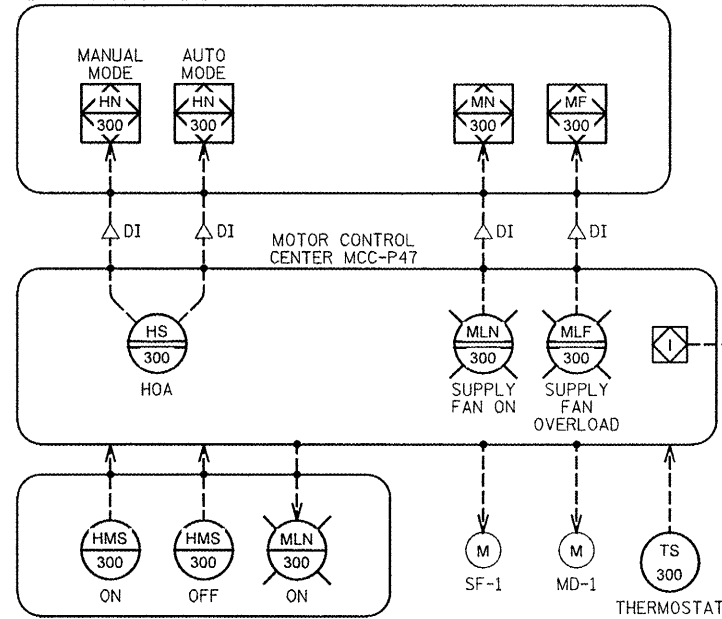 MANUAL
MODE
AUTO
MODE
HN
300
HN
300
MN
300
MF
300
DI
DI
DI
DI
MOTOR CONTROL
CENTER MCC-P47
HS
300
HOA
MLN
300
SUPPLY
FAN ON
MLF
300
SUPPLY
FAN
OVERLOAD
I
HMS
300
ON
HMS
300
OFF
MLN
300
ON
M
SF-1
M
MD-1
TS
300
THERMOSTAT